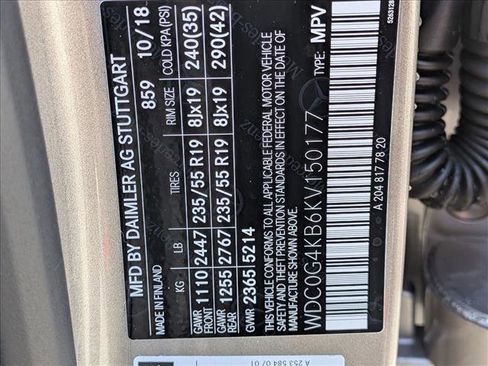 MFD BY DAIMLER AG STUTTGART
MADE IN FINLAND 859 10/18
KG LB TIRES RIM SIZE COLD KPA(PSI)
GAWR FRONT 1110 2447 235/55 R19 8Jx19 240(35)
GAWR REAR 1255 2767 235/55 R19 8Jx19 290(42)
GVWR 2365 5214
THIS VEHICLE CONFORMS TO ALL APPLICABLE FEDERAL MOTOR VEHICLE
SAFETY AND THEFT PREVENTION STANDARDS IN EFFECT ON THE DATE OF
MANUFACTURE SHOWN ABOVE.
WDC0G4KB6KV150177 TYPE: MPV
A 204 817 78 20
A 253 584 07 01